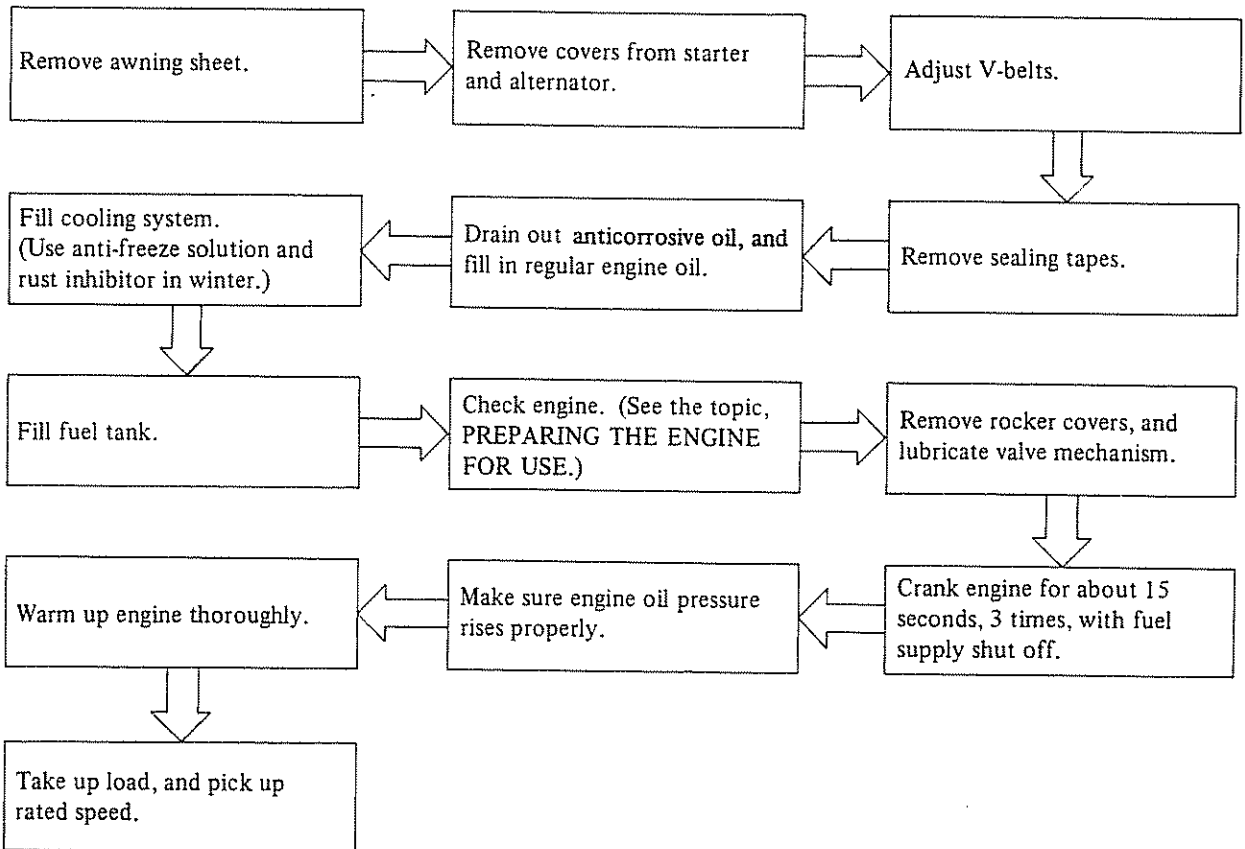 Remove awning sheet.
Remove covers from starter
and alternator.
Adjust V-belts.
Remove sealing tapes.
Drain out anticorrosive oil, and
fill in regular engine oil.
Fill cooling system.
(Use anti-freeze solution and
rust inhibitor in winter.)
Fill fuel tank.
Check engine. (See the topic,
PREPARING THE ENGINE
FOR USE.)
Remove rocker covers, and
lubricate valve mechanism.
Crank engine for about 15
seconds, 3 times, with fuel
supply shut off.
Make sure engine oil pressure
rises properly.
Warm up engine thoroughly.
Take up load, and pick up
rated speed.